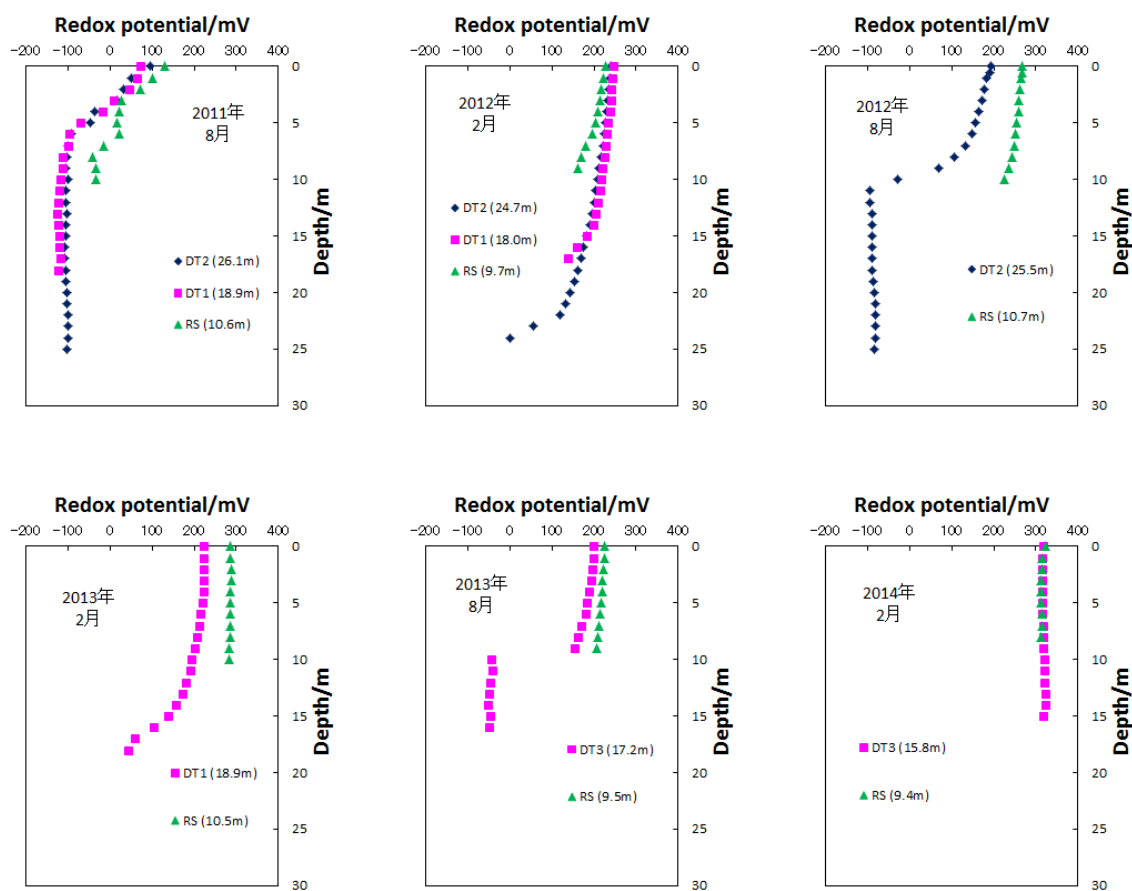 Redox potential/mV
−200 −100 0 100 200 300 400
0
5
10
15
20
25
30
Depth/m
2011年
8月
DT2 (26.1m)
DT1 (18.9m)
RS (10.6m)
Redox potential/mV
−200 −100 0 100 200 300 400
0
5
10
15
20
25
30
Depth/m
2012年
2月
DT2 (24.7m)
DT1 (18.0m)
RS (9.7m)
Redox potential/mV
−200 −100 0 100 200 300 400
0
5
10
15
20
25
30
Depth/m
2012年
8月
DT2 (25.5m)
RS (10.7m)
Redox potential/mV
−200 −100 0 100 200 300 400
0
5
10
15
20
25
30
Depth/m
2013年
2月
DT1 (18.9m)
RS (10.5m)
Redox potential/mV
−200 −100 0 100 200 300 400
0
5
10
15
20
25
30
Depth/m
2013年
8月
DT3 (17.2m)
RS (9.5m)
Redox potential/mV
−200 −100 0 100 200 300 400
0
5
10
15
20
25
30
Depth/m
2014年
2月
DT3 (15.8m)
RS (9.4m)